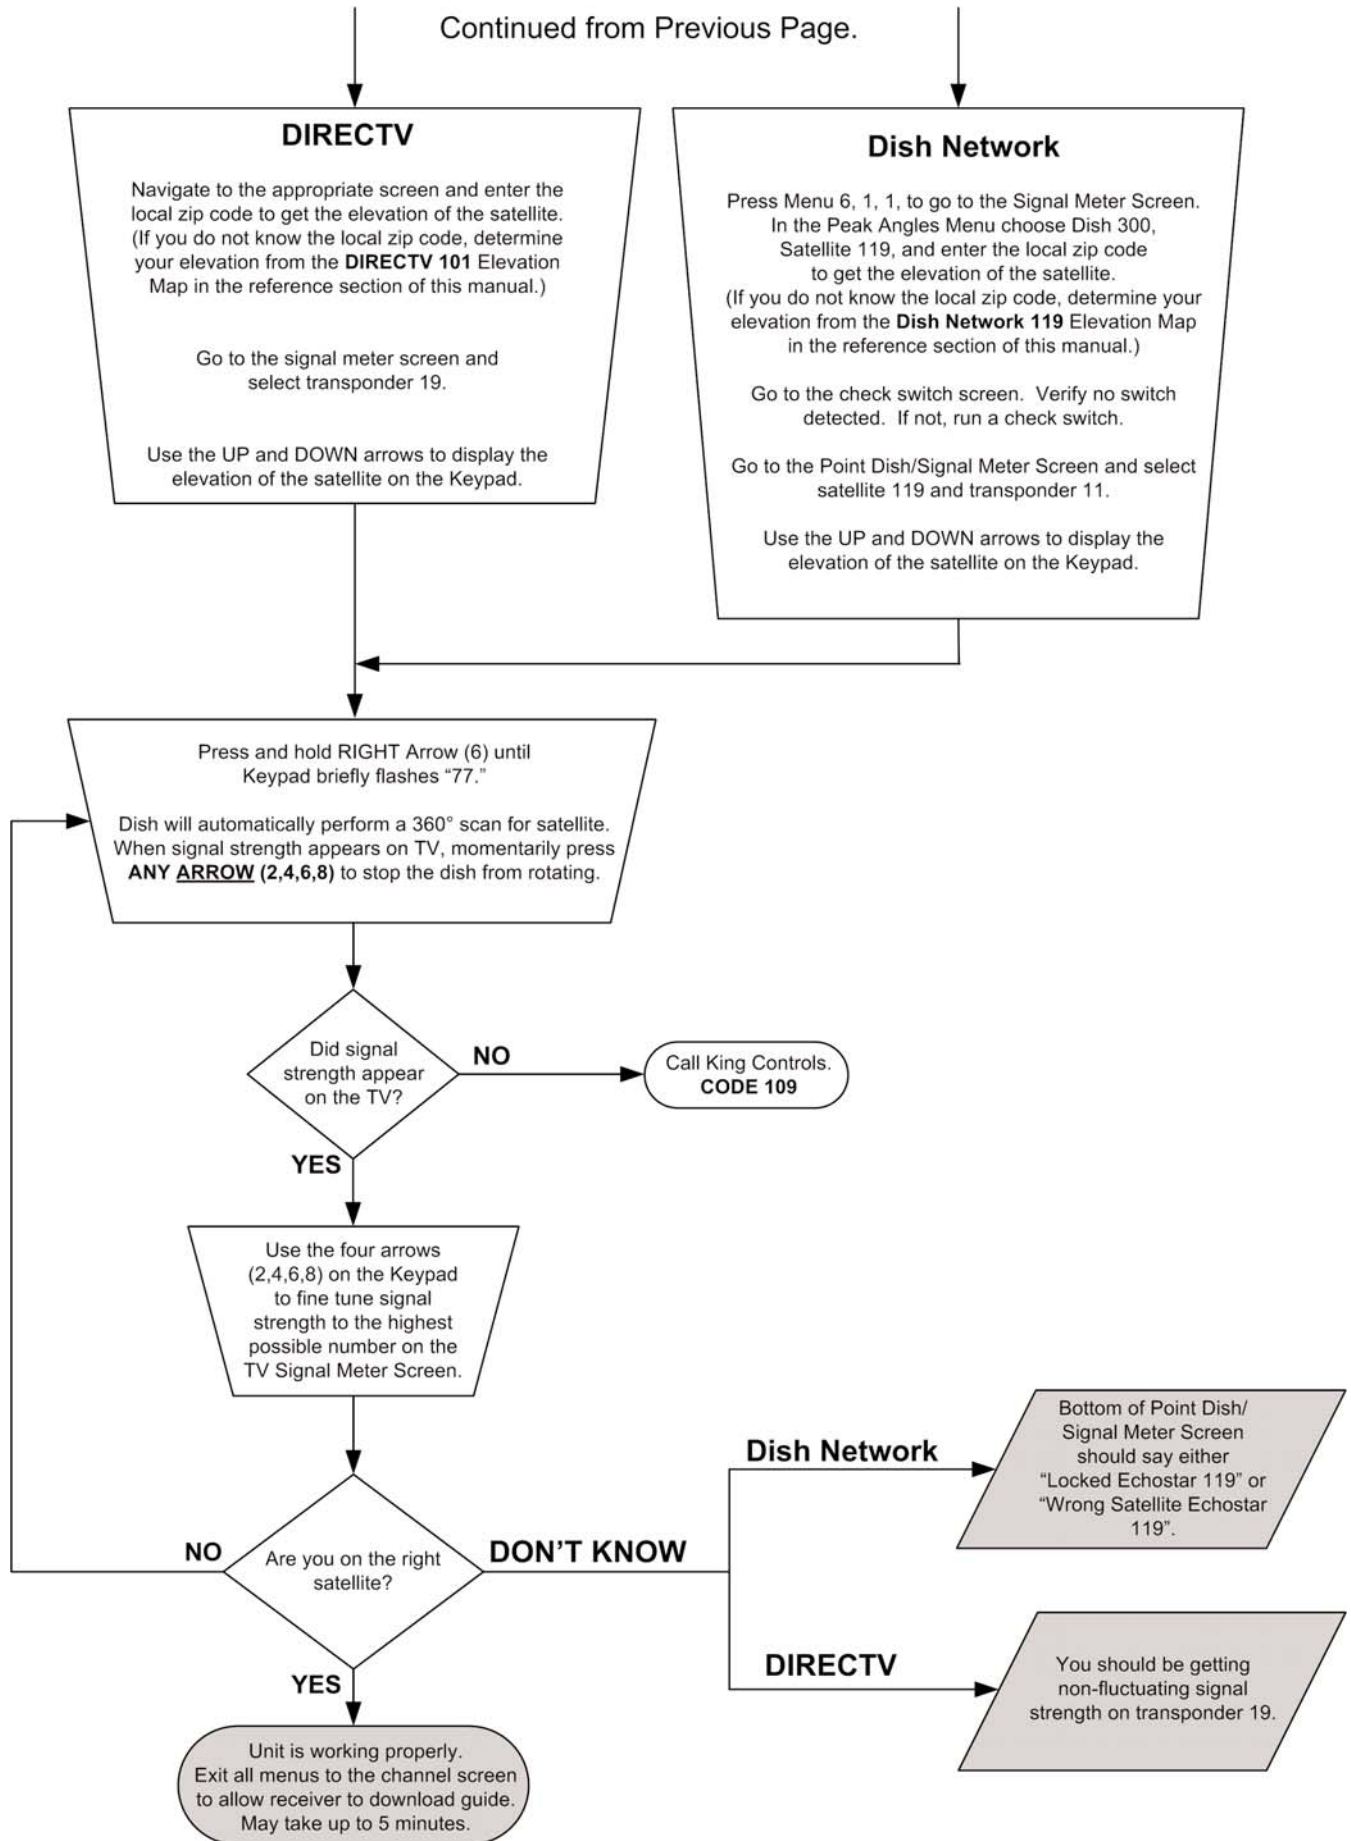 Continued from Previous Page.
DIRECTV
Navigate to the appropriate screen and enter the
local zip code to get the elevation of the satellite.
(If you do not know the local zip code, determine
your elevation from the DIRECTV 101 Elevation
Map in the reference section of this manual.)
Go to the signal meter screen and
select transponder 19.
Use the UP and DOWN arrows to display the
elevation of the satellite on the Keypad.
Dish Network
Press Menu 6, 1, 1, to go to the Signal Meter Screen.
In the Peak Angles Menu choose Dish 300,
Satellite 119, and enter the local zip code
to get the elevation of the satellite.
(If you do not know the local zip code, determine your
elevation from the Dish Network 119 Elevation Map
in the reference section of this manual.)
Go to the check switch screen.  Verify no switch
detected.  If not, run a check switch.
Go to the Point Dish/Signal Meter Screen and select
satellite 119 and transponder 11.
Use the UP and DOWN arrows to display the
elevation of the satellite on the Keypad.
Press and hold RIGHT Arrow (6) until
Keypad briefly flashes “77.”
Dish will automatically perform a 360° scan for satellite.
When signal strength appears on TV, momentarily press
ANY ARROW (2,4,6,8) to stop the dish from rotating.
Did signal
strength appear
on the TV?
NO
Call King Controls.
CODE 109
YES
Use the four arrows
(2,4,6,8) on the Keypad
to fine tune signal
strength to the highest
possible number on the
TV Signal Meter Screen.
Are you on the right
satellite?
NO
DON'T KNOW
Dish Network
Bottom of Point Dish/
Signal Meter Screen
should say either
“Locked Echostar 119” or
“Wrong Satellite Echostar
119”.
DIRECTV
You should be getting
non-fluctuating signal
strength on transponder 19.
YES
Unit is working properly.
Exit all menus to the channel screen
to allow receiver to download guide.
May take up to 5 minutes.